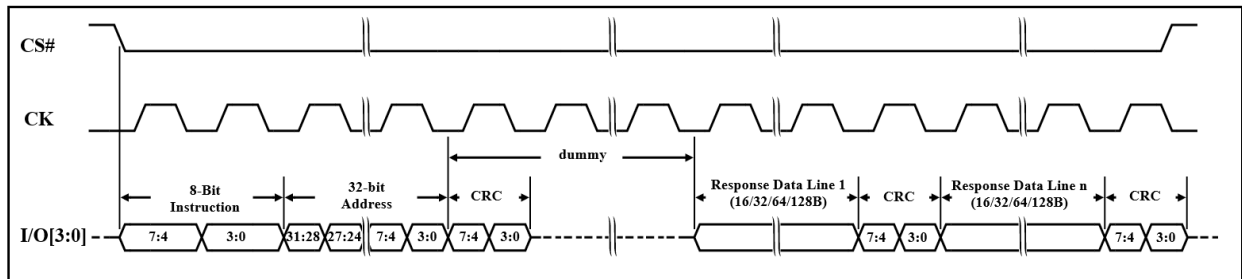 CS#
CK
dummy
8-Bit
Instruction
32-bit
Address
CRC
Response Data Line 1
(16/32/64/128B)
CRC
Response Data Line n
(16/32/64/128B)
CRC
I/O[3:0]
7:4 3:0 31:28 27:24 7:4 3:0 7:4 3:0 7:4 3:0 7:4 3:0